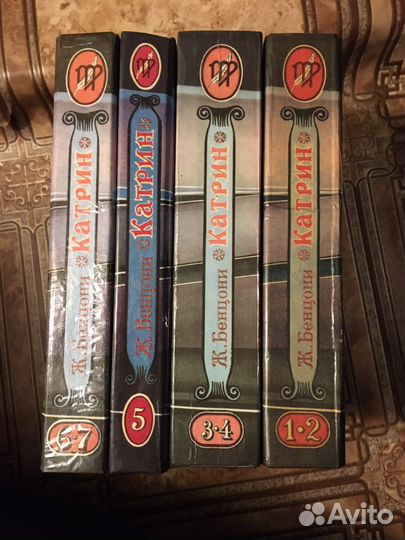 Ж. Бенцони * КАТРИН *
6·7
Ж. Бенцони * КАТРИН *
5
Ж. Бенцони * КАТРИН *
3·4
Ж. Бенцони * КАТРИН *
1·2
Avito